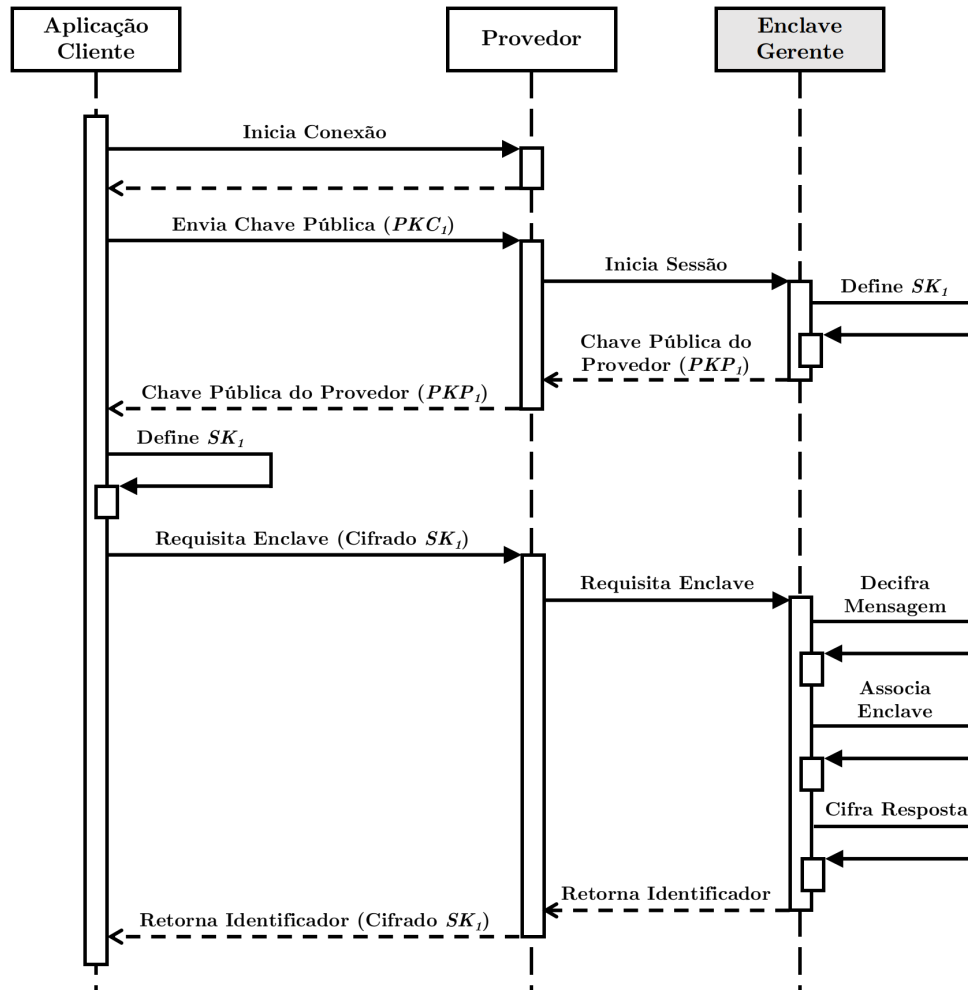 Aplicação
Cliente
Provedor
Enclave
Gerente
Inicia Conexão
Envia Chave Pública (PKC₁)
Inicia Sessão
Define SK₁
Chave Pública do
Provedor (PKP₁)
Chave Pública do Provedor (PKP₁)
Define SK₁
Requisita Enclave (Cifrado SK₁)
Requisita Enclave
Decifra
Mensagem
Associa
Enclave
Cifra Resposta
Retorna Identificador
Retorna Identificador (Cifrado SK₁)